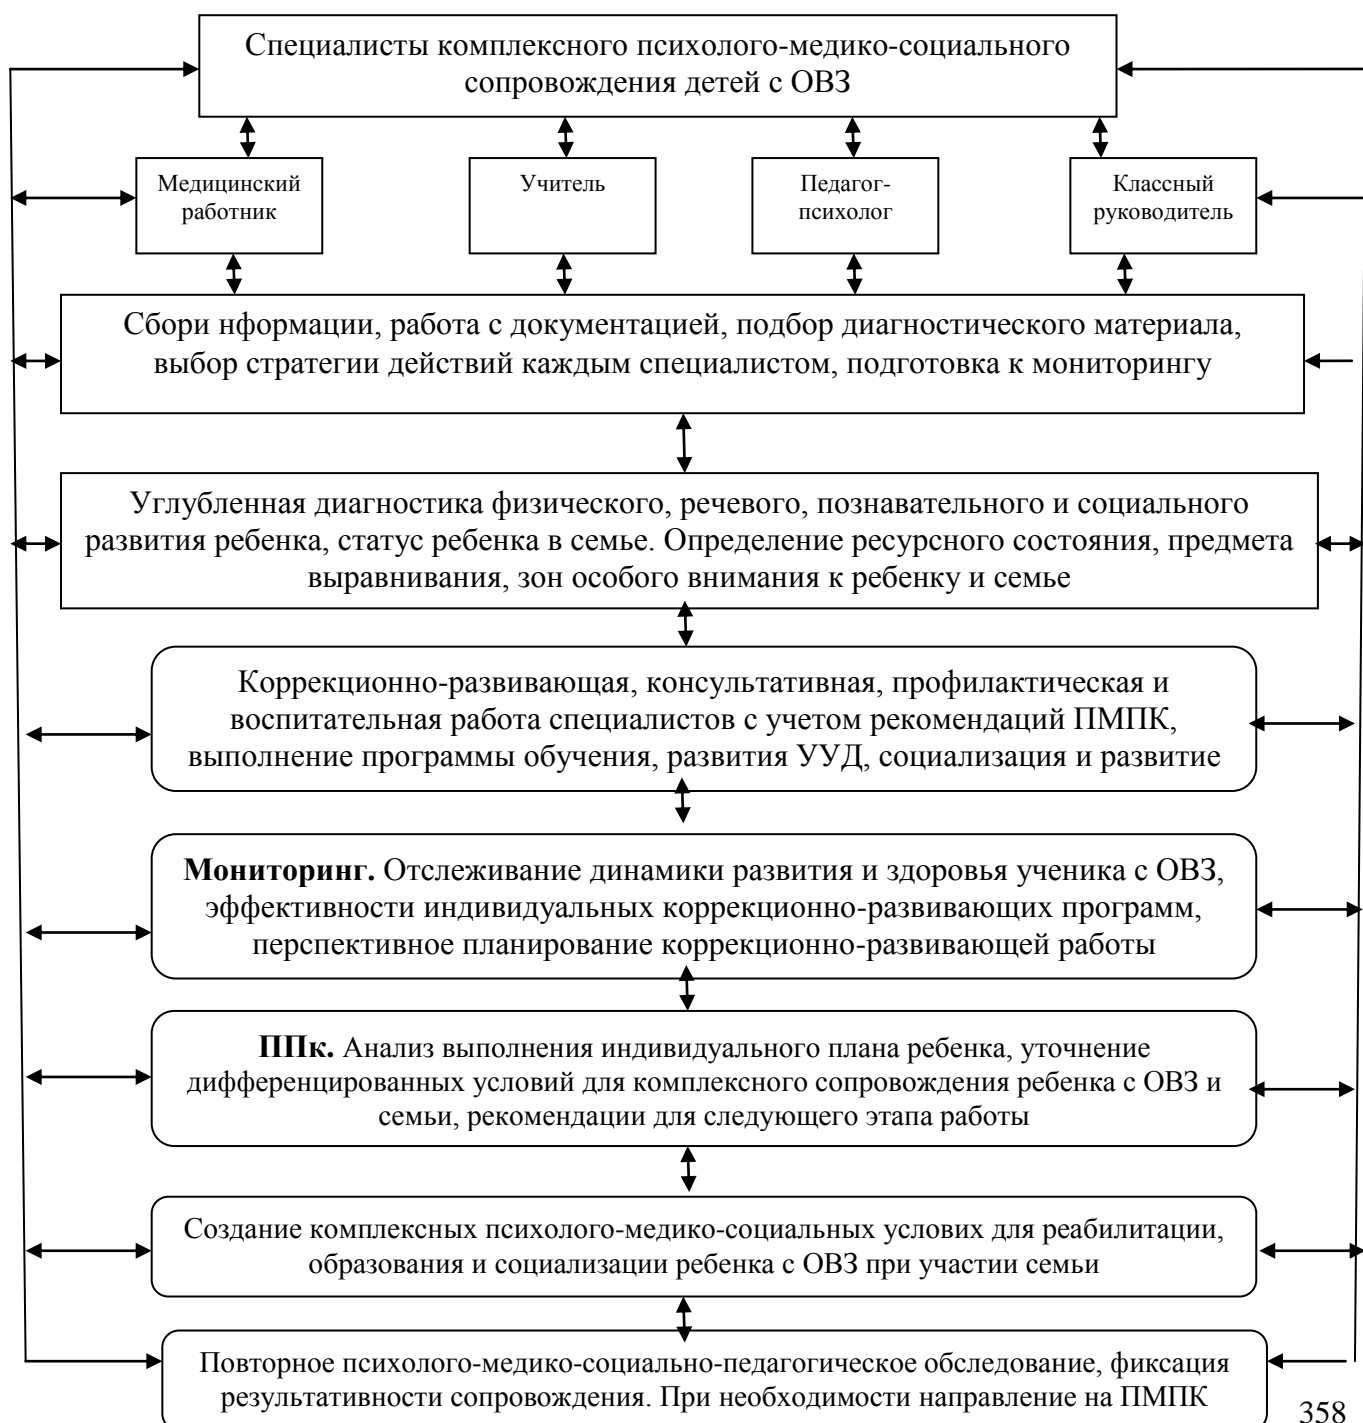 Специалисты комплексного психолого-медико-социального
сопровождения детей с ОВЗ
Медицинский
работник
Учитель
Педагог-
психолог
Классный
руководитель
Сбори нформации, работа с документацией, подбор диагностического материала,
выбор стратегии действий каждым специалистом, подготовка к мониторингу
Углубленная диагностика физического, речевого, познавательного и социального
развития ребенка, статус ребенка в семье. Определение ресурсного состояния, предмета
выравнивания, зон особого внимания к ребенку и семье
Коррекционно-развивающая, консультативная, профилактическая и
воспитательная работа специалистов с учетом рекомендаций ПМПК,
выполнение программы обучения, развития УУД, социализация и развитие
Мониторинг. Отслеживание динамики развития и здоровья ученика с ОВЗ,
эффективности индивидуальных коррекционно-развивающих программ,
перспективное планирование коррекционно-развивающей работы
ППк. Анализ выполнения индивидуального плана ребенка, уточнение
дифференцированных условий для комплексного сопровождения ребенка с ОВЗ и
семьи, рекомендации для следующего этапа работы
Создание комплексных психолого-медико-социальных услових для реабилитации,
образования и социализации ребенка с ОВЗ при участии семьи
Повторное психолого-медико-социально-педагогическое обследование, фиксация
результативности сопровождения. При необходимости направление на ПМПК
358